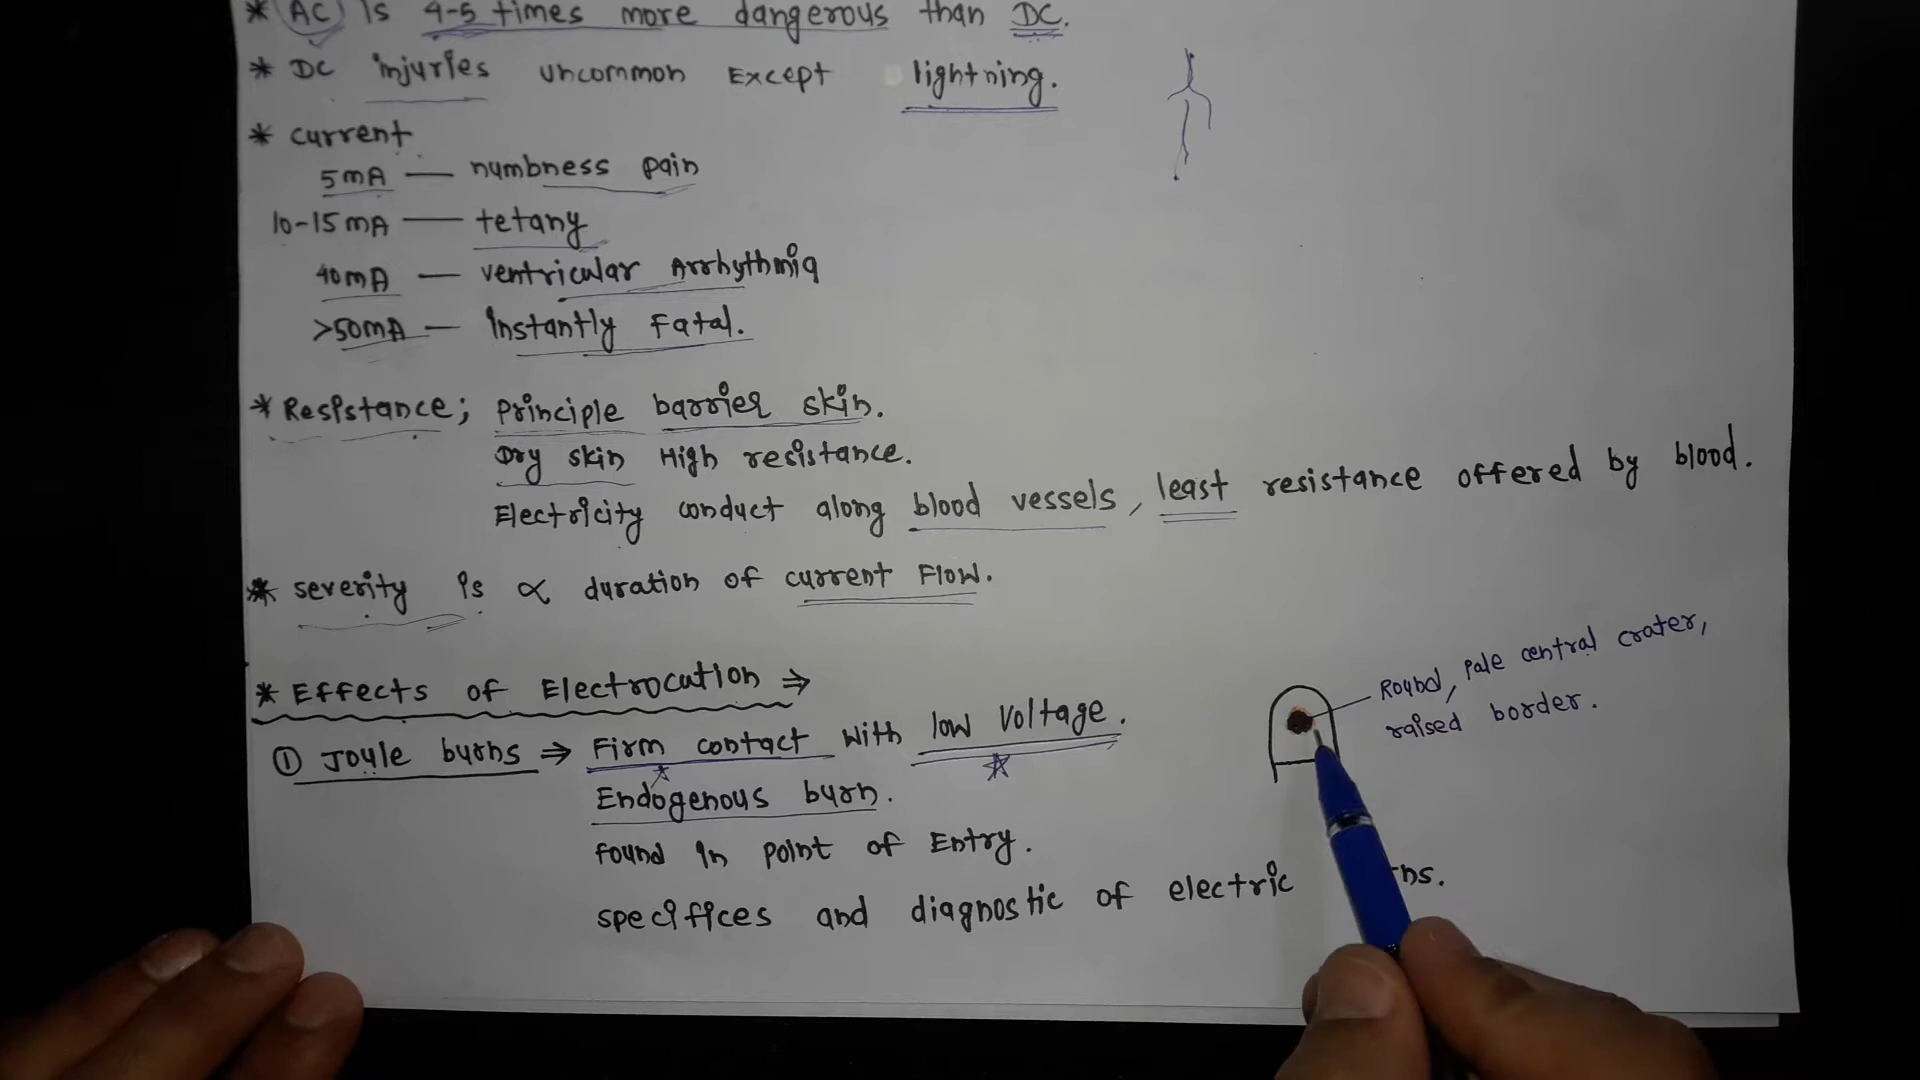 * AC is 4-5 times more dangerous than DC.
* DC injuries uncommon Except lightning.
* current
5mA — numbness pain
10-15mA — tetany
40mA — ventricular Arrhythmia
>50mA — Instantly Fatal.
* Resistance; Principle barrier skin.
Dry skin High resistance.
Electricity conduct along blood vessels, least resistance offered by blood.
* severity is ∝ duration of current Flow.
* Effects of Electrocution ⇒
① Joule burns ⇒ Firm contact with low voltage.
Endogenous burn.
found in point of Entry.
specifices and diagnostic of electric
Round, pale central crater,
raised border.